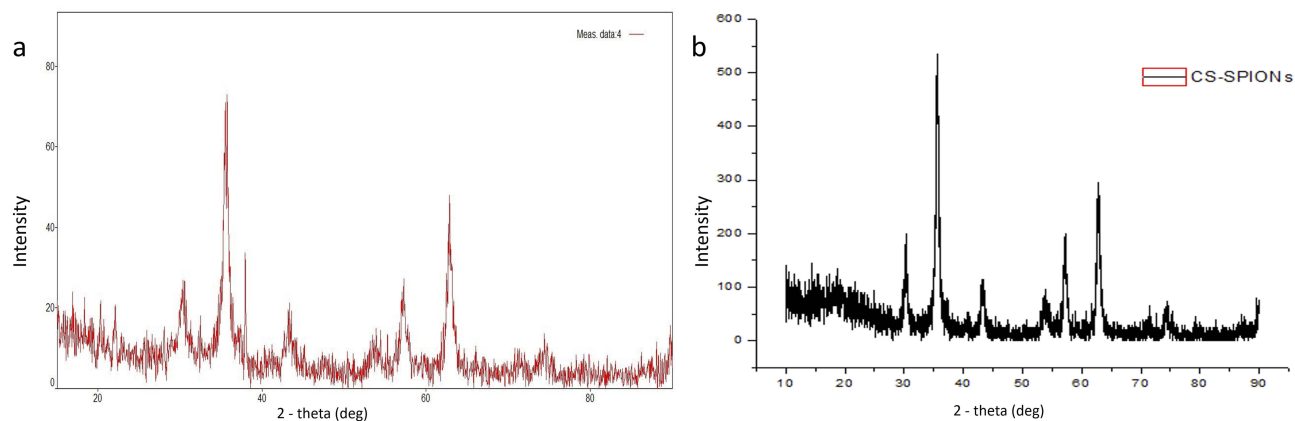 a
Meas. data:4
80
60
40
20
0
Intensity
20 40 60 80
2 - theta (deg)
b
600
500
400
300
200
100
0
Intensity
CS-SPIONs
10 20 30 40 50 60 70 80 90
2 - theta (deg)